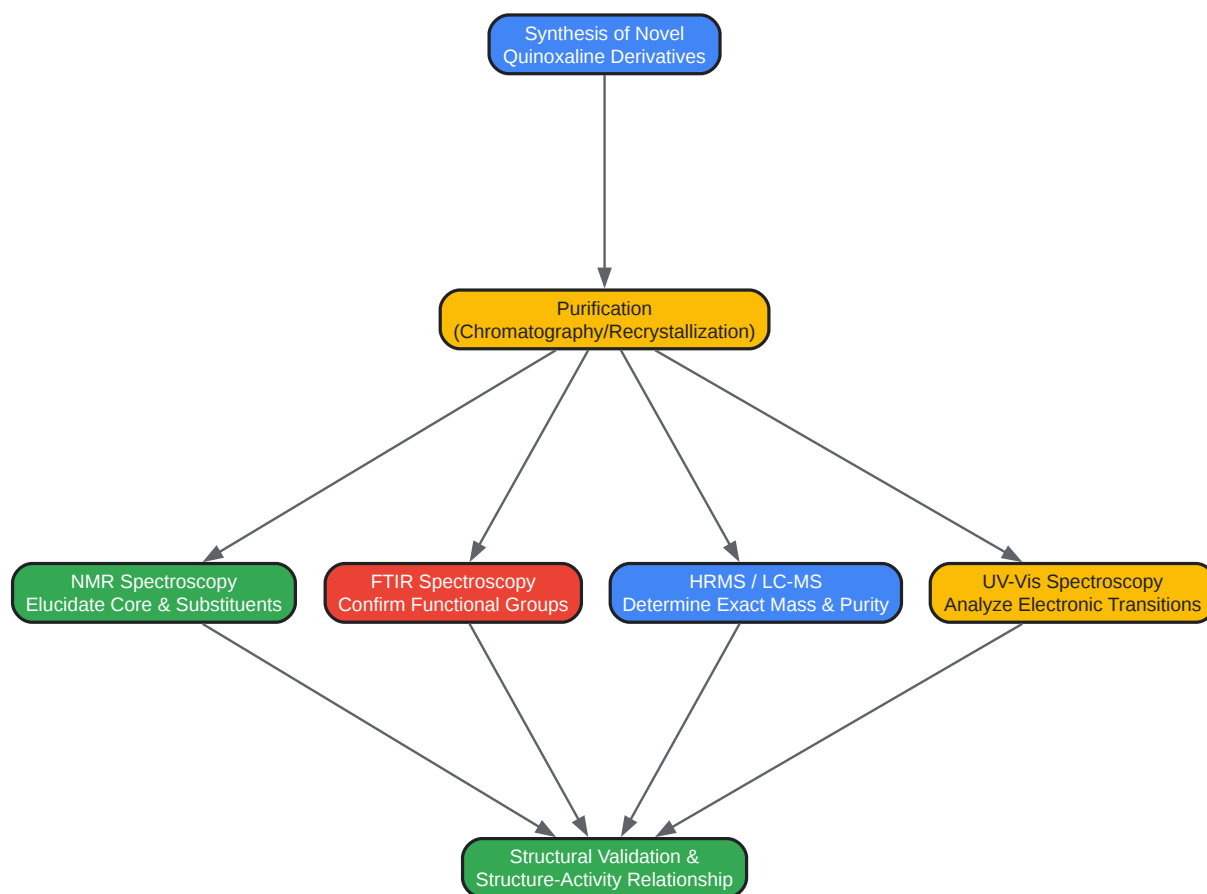 Synthesis of Novel
Quinoxaline Derivatives
Purification
(Chromatography/Recrystallization)
NMR Spectroscopy
Elucidate Core & Substituents
FTIR Spectroscopy
Confirm Functional Groups
HRMS / LC-MS
Determine Exact Mass & Purity
UV-Vis Spectroscopy
Analyze Electronic Transitions
Structural Validation &
Structure-Activity Relationship